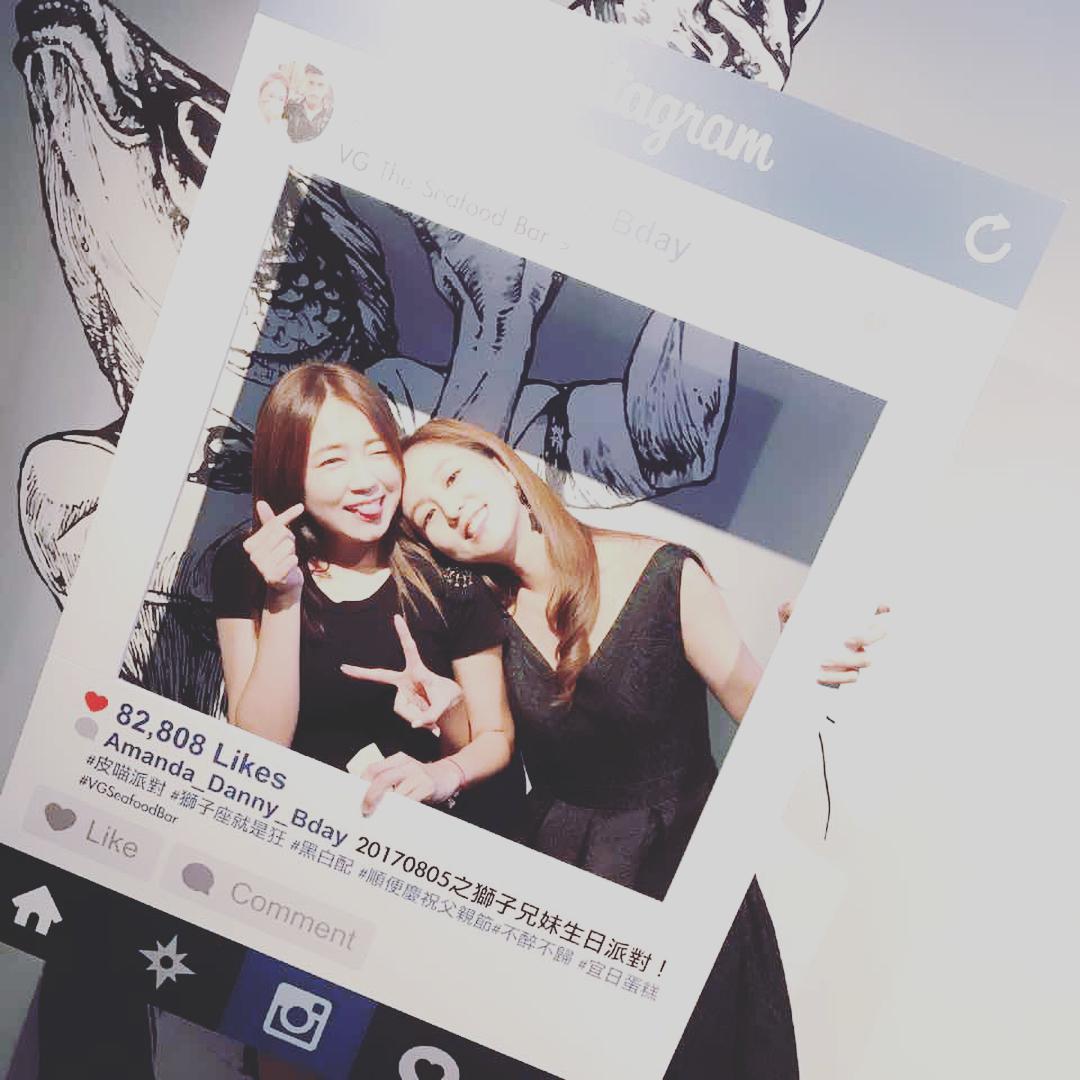 tagram
Bday
VG The Seafood Bar >
82,808 Likes
Amanda_Danny_Bday 20170805之獅子兄妹生日派對！
#皮喵派對 #獅子座就是狂 #黑白配 #順便慶祝父親節#不醉不歸 #宜日蛋糕
#VGSeafoodBar
Like
Comment